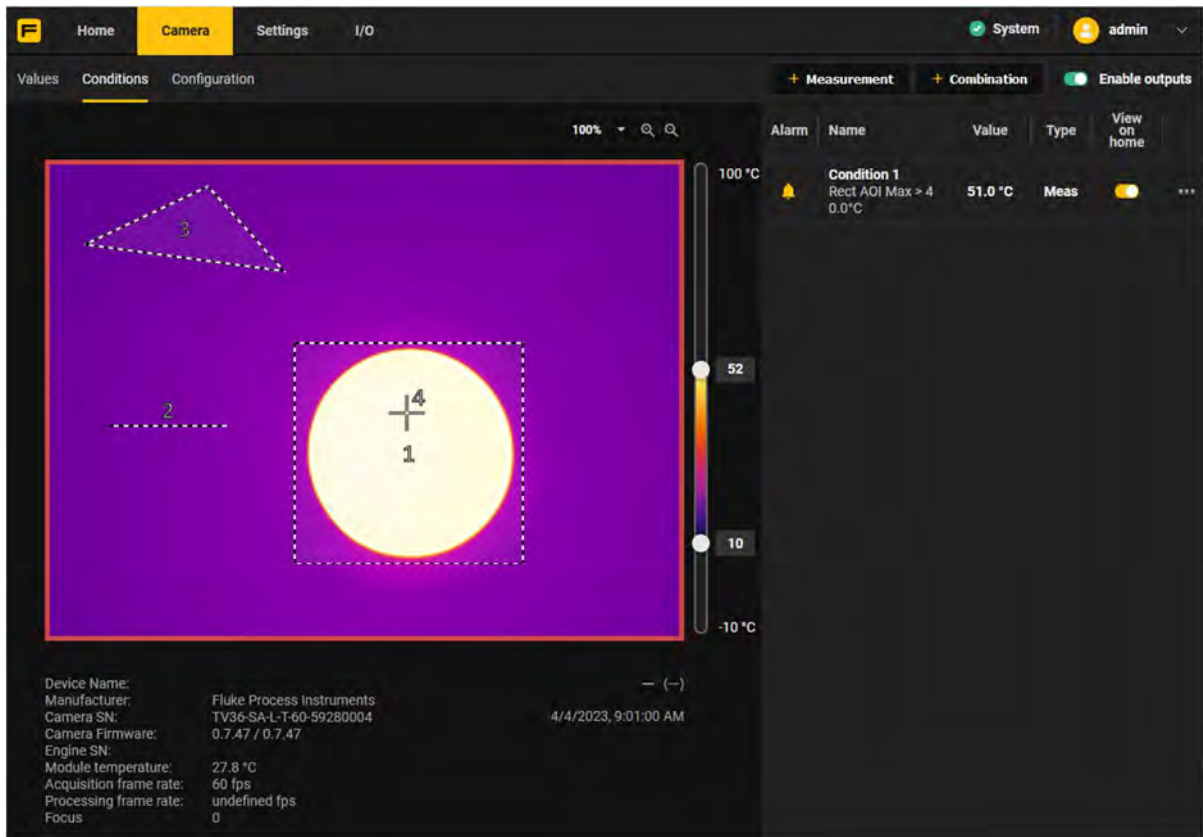 F Home Camera Settings I/O System admin
Values Conditions Configuration + Measurement + Combination Enable outputs
100%
Alarm Name Value Type View on home
100 °C
Condition 1
Rect AOI Max > 4
0.0°C
51.0 °C Meas ...
3
52
4
2
1
10
-10 °C
Device Name: — (--)
Manufacturer: Fluke Process Instruments
Camera SN: TV36-SA-L-T-60-59280004 4/4/2023, 9:01:00 AM
Camera Firmware: 0.7.47 / 0.7.47
Engine SN:
Module temperature: 27.8 °C
Acquisition frame rate: 60 fps
Processing frame rate: undefined fps
Focus 0